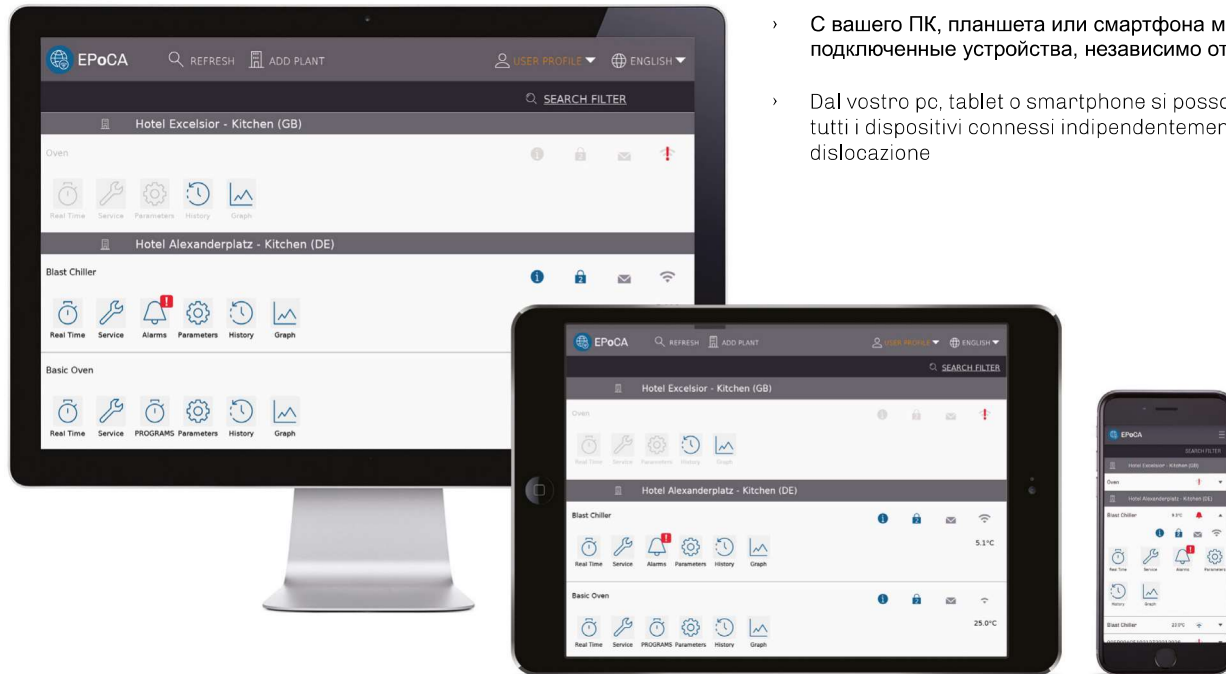 EPoCA REFRESH ADD PLANT USER PROFILE ENGLISH
SEARCH FILTER
Hotel Excelsior - Kitchen (GB)
Oven
Real Time Service Parameters History Graph
Hotel Alexanderplatz - Kitchen (DE)
Blast Chiller
2
Real Time Service Alarms Parameters History Graph
Basic Oven
Real Time Service PROGRAMS Parameters History Graph
› С вашего ПК, планшета или смартфона
подключенные устройства, независимо
› Dal vostro pc, tablet o smartphone si
tutti i dispositivi connessi
dislocazione
EPoCA REFRESH ADD PLANT USER PROFILE ENGLISH
SEARCH FILTER
Hotel Excelsior - Kitchen (GB)
Oven
Real Time Service Parameters History Graph
Hotel Alexanderplatz - Kitchen (DE)
Blast Chiller
2
5.1°C
Real Time Service Alarms Parameters History Graph
Basic Oven
2
25.0°C
Real Time Service PROGRAMS Parameters History Graph
EPoCA
SEARCH FILTER
Hotel Excelsior - Kitchen (GB)
Oven
Hotel Alexanderplatz - Kitchen (DE)
Blast Chiller
Real Time Service Alarms Parameters
History Graph
Blast Chiller